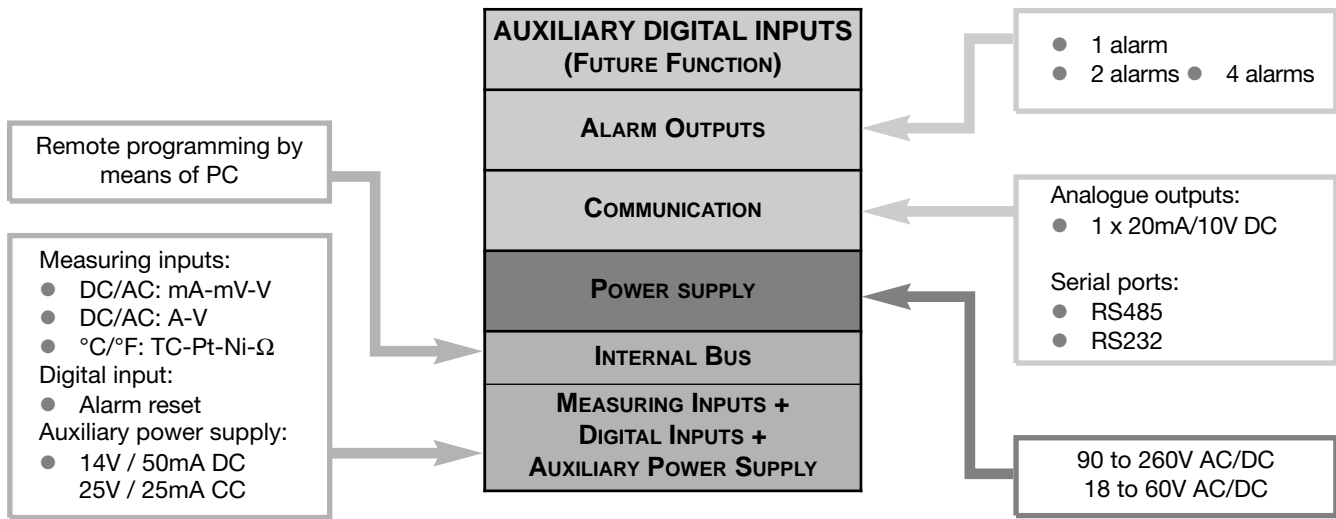 AUXILIARY DIGITAL INPUTS
(FUTURE FUNCTION)
ALARM OUTPUTS
COMMUNICATION
POWER SUPPLY
INTERNAL BUS
MEASURING INPUTS +
DIGITAL INPUTS +
AUXILIARY POWER SUPPLY
Remote programming by
means of PC
Measuring inputs:
● DC/AC: mA-mV-V
● DC/AC: A-V
● °C/°F: TC-Pt-Ni-Ω
Digital input:
● Alarm reset
Auxiliary power supply:
● 14V / 50mA DC
25V / 25mA CC
● 1 alarm
● 2 alarms ● 4 alarms
Analogue outputs:
● 1 x 20mA/10V DC
Serial ports:
● RS485
● RS232
90 to 260V AC/DC
18 to 60V AC/DC